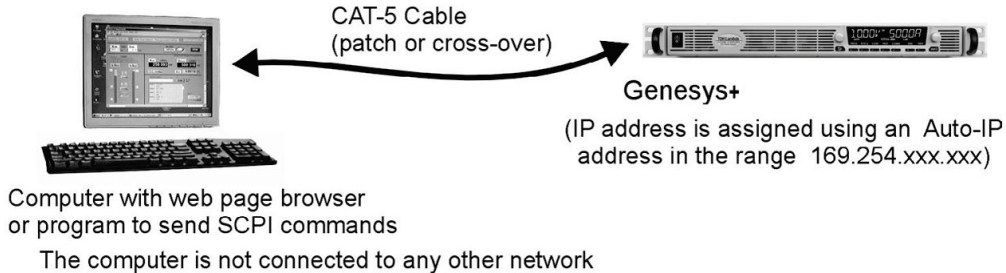 CAT-5 Cable
(patch or cross-over)
Genesys+
(IP address is assigned using an Auto-IP
address in the range 169.254.xxx.xxx)
Computer with web page browser
or program to send SCPI commands
The computer is not connected to any other network